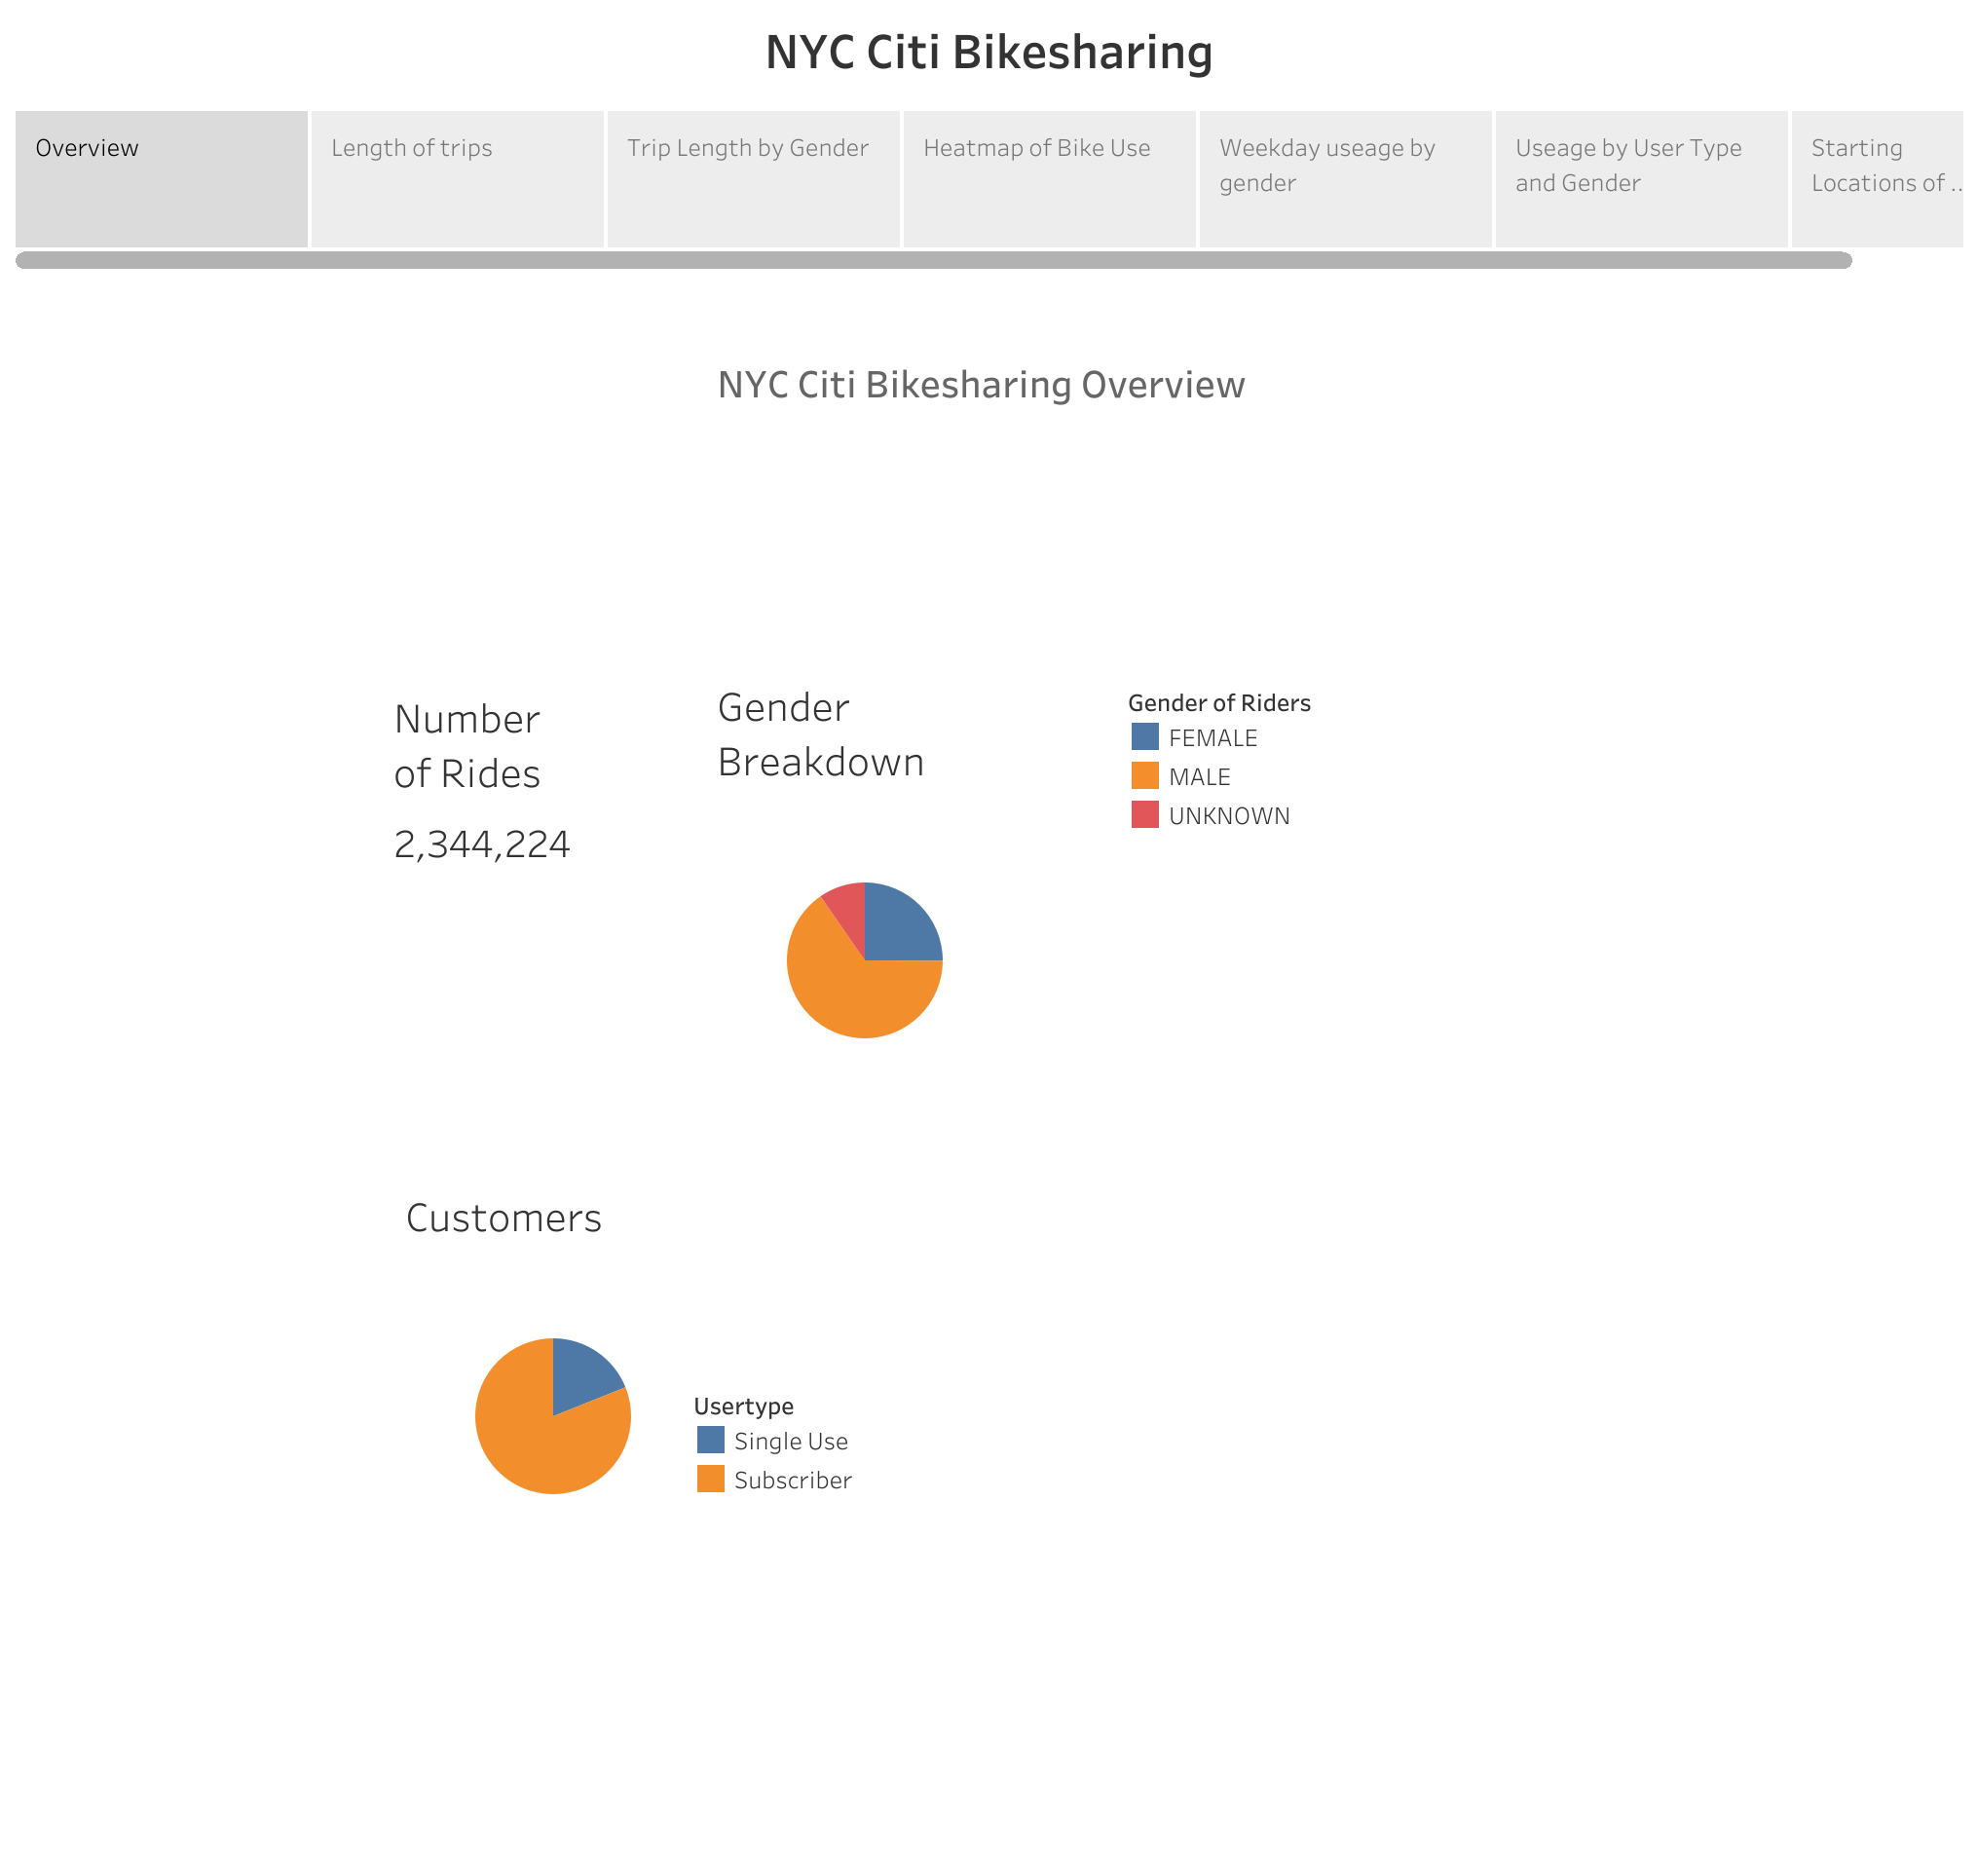 NYC Citi Bikesharing
Overview
Length of trips
Trip Length by Gender
Heatmap of Bike Use
Weekday useage by
gender
Useage by User Type
and Gender
Starting
Locations of ..
NYC Citi Bikesharing Overview
Number
of Rides
2,344,224
Gender
Breakdown
Gender of Riders
FEMALE
MALE
UNKNOWN
Customers
Usertype
Single Use
Subscriber